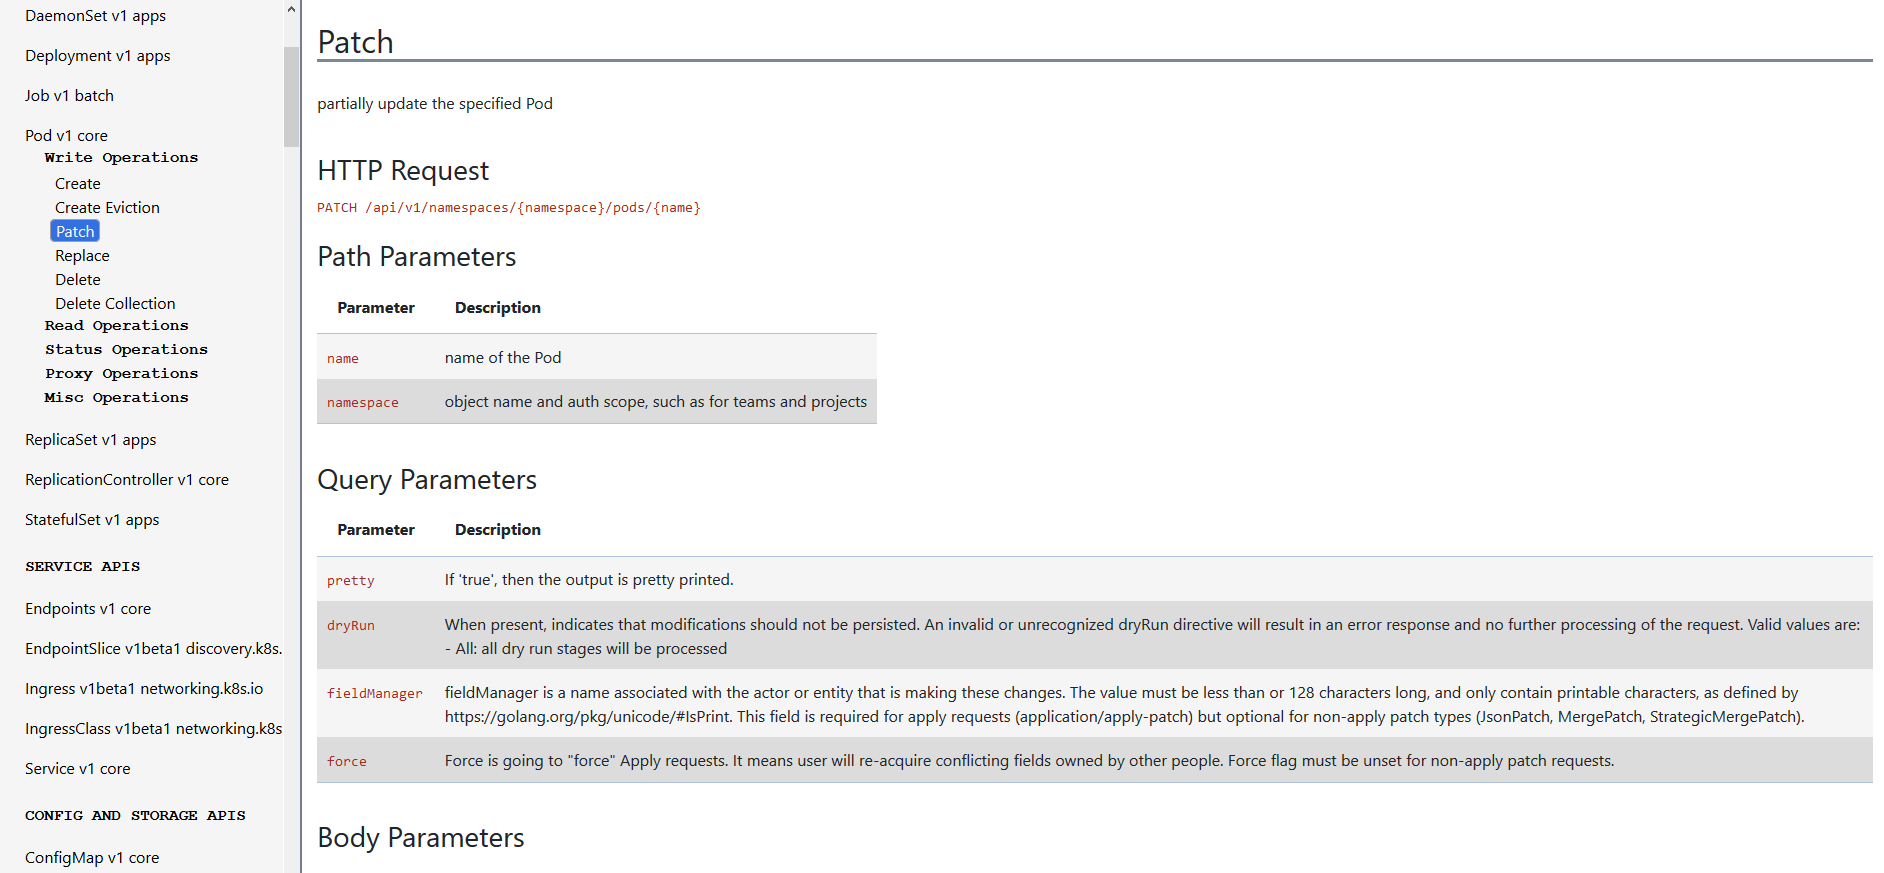 DaemonSet v1 apps
Deployment v1 apps
Job v1 batch
Pod v1 core
Write Operations
Create
Create Eviction
Patch
Replace
Delete
Delete Collection
Read Operations
Status Operations
Proxy Operations
Misc Operations
ReplicaSet v1 apps
ReplicationController v1 core
StatefulSet v1 apps
SERVICE APIS
Endpoints v1 core
EndpointSlice v1beta1 discovery.k8s.
Ingress v1beta1 networking.k8s.io
IngressClass v1beta1 networking.k8s
Service v1 core
CONFIG AND STORAGE APIS
ConfigMap v1 core
Patch
partially update the specified Pod
HTTP Request
PATCH /api/v1/namespaces/{namespace}/pods/{name}
Path Parameters
Parameter Description
name name of the Pod
namespace object name and auth scope, such as for teams and projects
Query Parameters
Parameter Description
pretty If 'true', then the output is pretty printed.
dryRun When present, indicates that modifications should not be persisted. An invalid or unrecognized dryRun directive will result in an error response and no further processing of the request. Valid values are:
- All: all dry run stages will be processed
fieldManager fieldManager is a name associated with the actor or entity that is making these changes. The value must be less than or 128 characters long, and only contain printable characters, as defined by
https://golang.org/pkg/unicode/#IsPrint. This field is required for apply requests (application/apply-patch) but optional for non-apply patch types (JsonPatch, MergePatch, StrategicMergePatch).
force Force is going to "force" Apply requests. It means user will re-acquire conflicting fields owned by other people. Force flag must be unset for non-apply patch requests.
Body Parameters